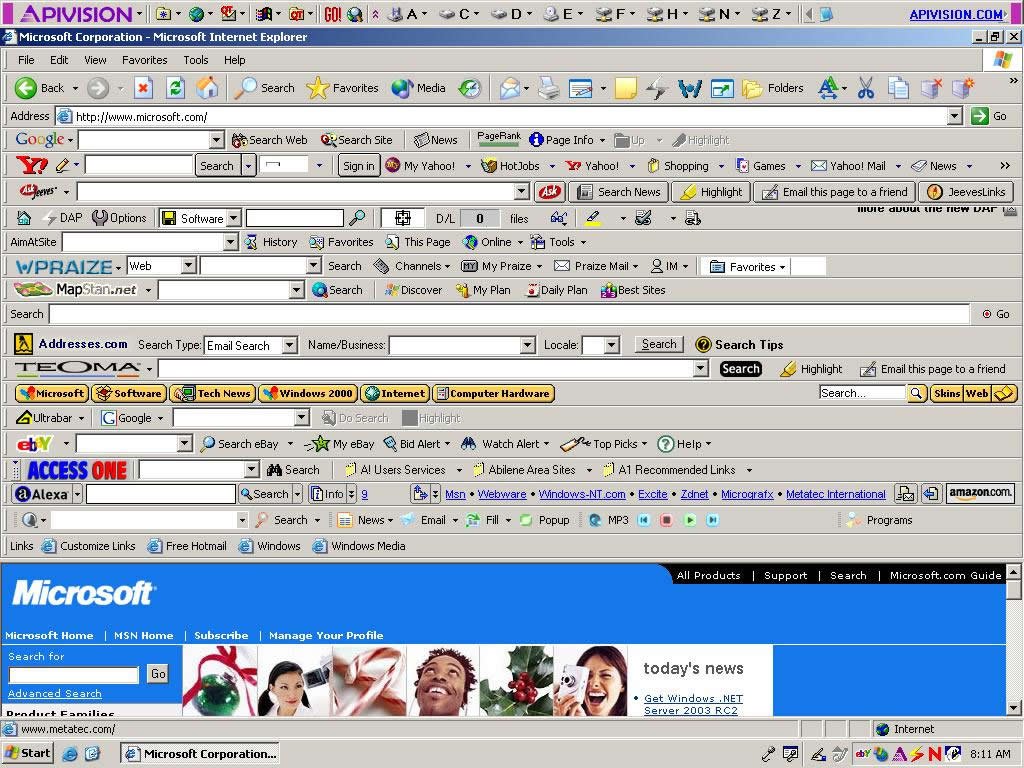 APIVISION GO! A C D E F H N Z APIVISION.COM
Microsoft Corporation - Microsoft Internet Explorer
File Edit View Favorites Tools Help
Back Search Favorites Media Folders
Address http://www.microsoft.com/ Go
Google Search Web Search Site News PageRank Page Info Up Highlight
Y! Search Sign in My Yahoo! HotJobs Yahoo! Shopping Games Yahoo! Mail News
Ask Jeeves Ask Search News Highlight Email this page to a friend JeevesLinks
DAP Options Software D/L 0 files more about the new DAP
AimAtSite History Favorites This Page Online Tools
WPRAIZE Web Search Channels MY My Praize Praize Mail IM Favorites
MapStan.net Search Discover My Plan Daily Plan Best Sites
Search Go
Addresses.com Search Type: Email Search Name/Business: Locale: Search Search Tips
TEOMA Search Highlight Email this page to a friend
Microsoft Software Tech News Windows 2000 Internet Computer Hardware Search... Skins Web
Ultrabar Google Do Search Highlight
ebY Search eBay My eBay Bid Alert Watch Alert Top Picks Help
ACCESS ONE Search A! Users Services Abilene Area Sites A1 Recommended Links
Alexa Search Info 9 Msn Webware Windows-NT.com Excite Zdnet Micrografx Metatec International amazon.com.
Search News Email Fill Popup MP3 Programs
Links Customize Links Free Hotmail Windows Windows Media
All Products | Support | Search | Microsoft.com Guide
Microsoft
Microsoft Home | MSN Home | Subscribe | Manage Your Profile
Search for
Go
Advanced Search
Product Families
today's news
Get Windows .NET
Server 2003 RC2
www.metatec.com/ Internet
Start Microsoft Corporation... 8:11 AM